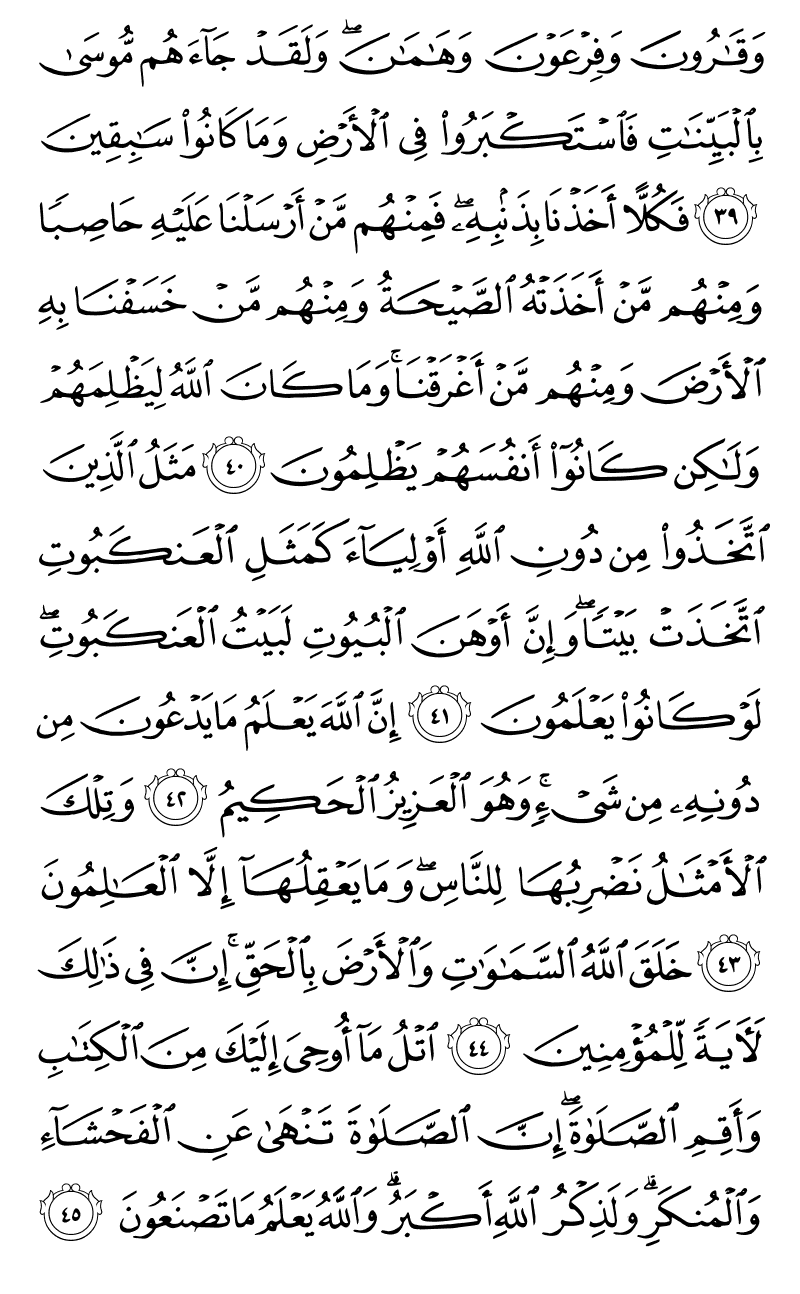 وَقَـٰرُونَ وَفِرۡعَوۡنَ وَهَـٰمَـٰنَۖ وَلَقَدۡ جَآءَهُم مُّوسَىٰ
بِٱلۡبَيِّنَـٰتِ فَٱسۡتَكۡبَرُواْ فِي ٱلۡأَرۡضِ وَمَا كَانُواْ سَـٰبِقِينَ
٣٩ فَكُلًّا أَخَذۡنَا بِذَنۢبِهِۦۖ فَمِنۡهُم مَّنۡ أَرۡسَلۡنَا عَلَيۡهِ حَاصِبٗا
وَمِنۡهُم مَّنۡ أَخَذَتۡهُ ٱلصَّيۡحَةُ وَمِنۡهُم مَّنۡ خَسَفۡنَا بِهِ
ٱلۡأَرۡضَ وَمِنۡهُم مَّنۡ أَغۡرَقۡنَاۚ وَمَا كَانَ ٱللَّهُ لِيَظۡلِمَهُمۡ
وَلَـٰكِن كَانُوٓاْ أَنفُسَهُمۡ يَظۡلِمُونَ ٤٠ مَثَلُ ٱلَّذِينَ
ٱتَّخَذُواْ مِن دُونِ ٱللَّهِ أَوۡلِيَآءَ كَمَثَلِ ٱلۡعَنكَبُوتِ
ٱتَّخَذَتۡ بَيۡتٗاۖ وَإِنَّ أَوۡهَنَ ٱلۡبُيُوتِ لَبَيۡتُ ٱلۡعَنكَبُوتِۖ
لَوۡ كَانُواْ يَعۡلَمُونَ ٤١ إِنَّ ٱللَّهَ يَعۡلَمُ مَا يَدۡعُونَ مِن
دُونِهِۦ مِن شَيۡءٖۚ وَهُوَ ٱلۡعَزِيزُ ٱلۡحَكِيمُ ٤٢ وَتِلۡكَ
ٱلۡأَمۡثَـٰلُ نَضۡرِبُهَا لِلنَّاسِۖ وَمَا يَعۡقِلُهَآ إِلَّا ٱلۡعَـٰلِمُونَ
٤٣ خَلَقَ ٱللَّهُ ٱلسَّمَـٰوَٰتِ وَٱلۡأَرۡضَ بِٱلۡحَقِّۚ إِنَّ فِي ذَٰلِكَ
لَأٓيَةٗ لِّلۡمُؤۡمِنِينَ ٤٤ ٱتۡلُ مَآ أُوحِيَ إِلَيۡكَ مِنَ ٱلۡكِتَـٰبِ
وَأَقِمِ ٱلصَّلَوٰةَۖ إِنَّ ٱلصَّلَوٰةَ تَنۡهَىٰ عَنِ ٱلۡفَحۡشَآءِ
وَٱلۡمُنكَرِۗ وَلَذِكۡرُ ٱللَّهِ أَكۡبَرُۗ وَٱللَّهُ يَعۡلَمُ مَا تَصۡنَعُونَ ٤٥